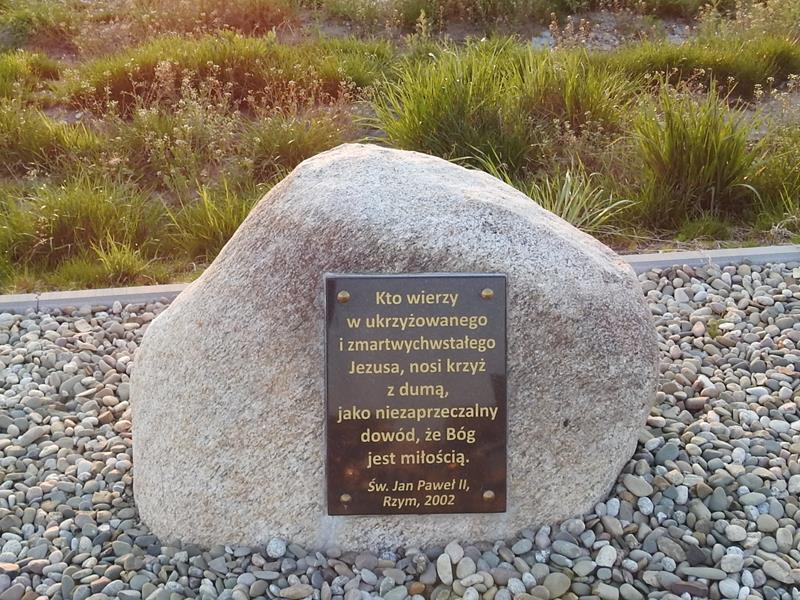 Kto wierzy
w ukrzyżowanego
i zmartwychwstałego
Jezusa, nosi krzyż
z dumą,
jako niezaprzeczalny
dowód, że Bóg
jest miłością.
Św. Jan Paweł II,
Rzym, 2002